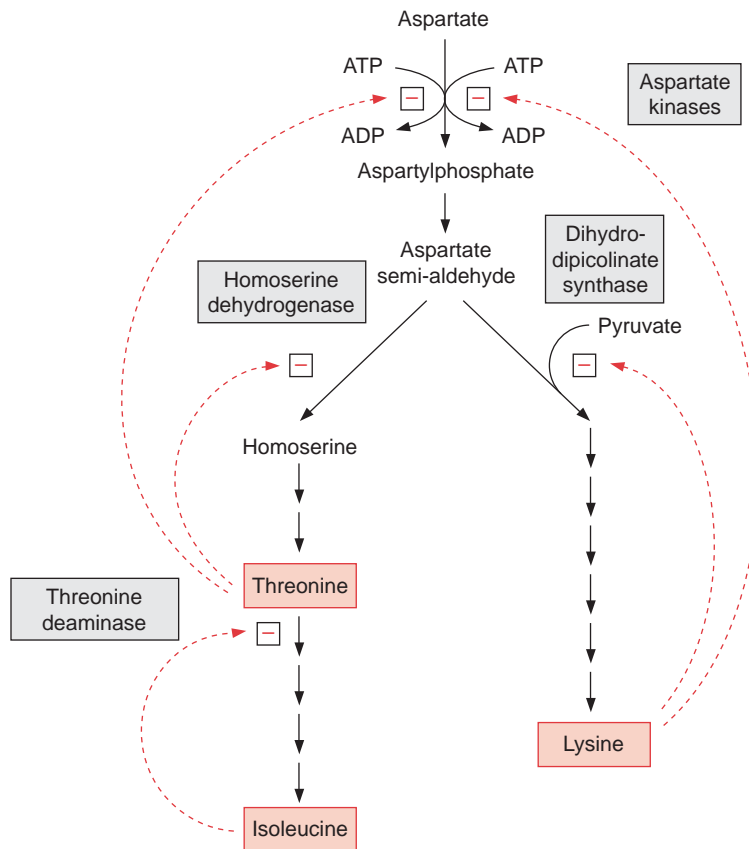 Aspartate
ATP
ATP
−
−
Aspartate
kinases
ADP
ADP
Aspartylphosphate
Aspartate
semi-aldehyde
Dihydro-
dipicolinate
synthase
Homoserine
dehydrogenase
Pyruvate
−
−
Homoserine
Threonine
Threonine
deaminase
−
Lysine
Isoleucine